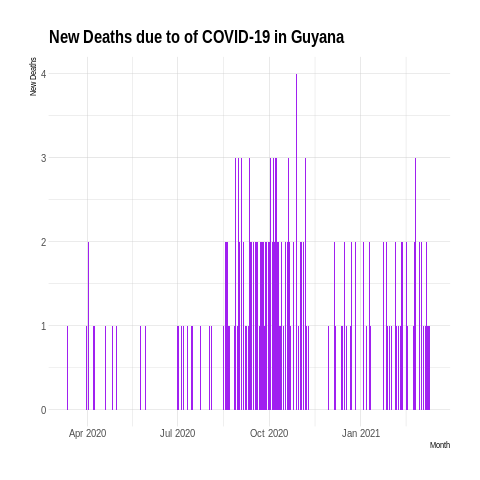 New Deaths due to of COVID-19 in Guyana
New Deaths
4
3
2
1
0
Apr 2020 Jul 2020 Oct 2020 Jan 2021
Month